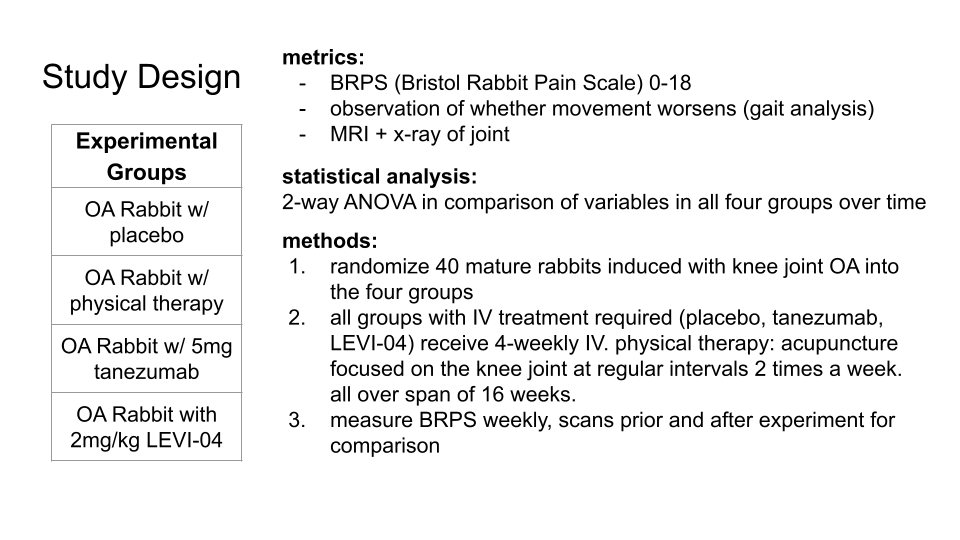 Study Design
Experimental
Groups
OA Rabbit w/
placebo
OA Rabbit w/
physical therapy
OA Rabbit w/ 5mg
tanezumab
OA Rabbit with
2mg/kg LEVI-04
metrics:
- BRPS (Bristol Rabbit Pain Scale) 0-18
- observation of whether movement worsens (gait analysis)
- MRI + x-ray of joint
statistical analysis:
2-way ANOVA in comparison of variables in all four groups over time
methods:
1. randomize 40 mature rabbits induced with knee joint OA into
the four groups
2. all groups with IV treatment required (placebo, tanezumab,
LEVI-04) receive 4-weekly IV. physical therapy: acupuncture
focused on the knee joint at regular intervals 2 times a week.
all over span of 16 weeks.
3. measure BRPS weekly, scans prior and after experiment for
comparison